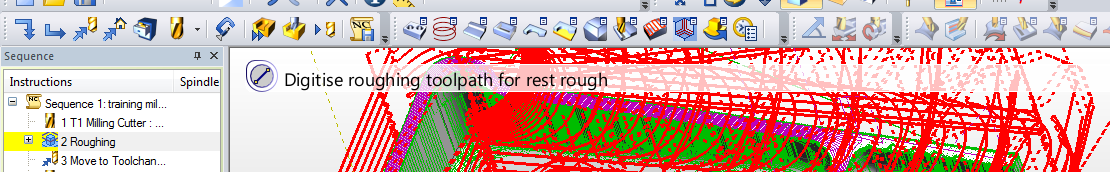 Sequence
Instructions Spindle
Digitise roughing toolpath for rest rough
Sequence 1: training mil...
1 T1 Milling Cutter : ...
2 Roughing
3 Move to Toolchan...